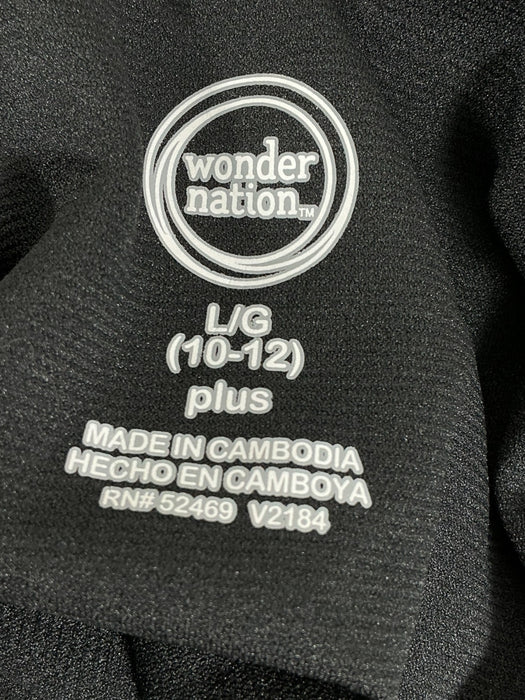 wonder
nation™
L/G
(10-12)
plus
MADE IN CAMBODIA
HECHO EN CAMBOYA
RN# 52469 V2184